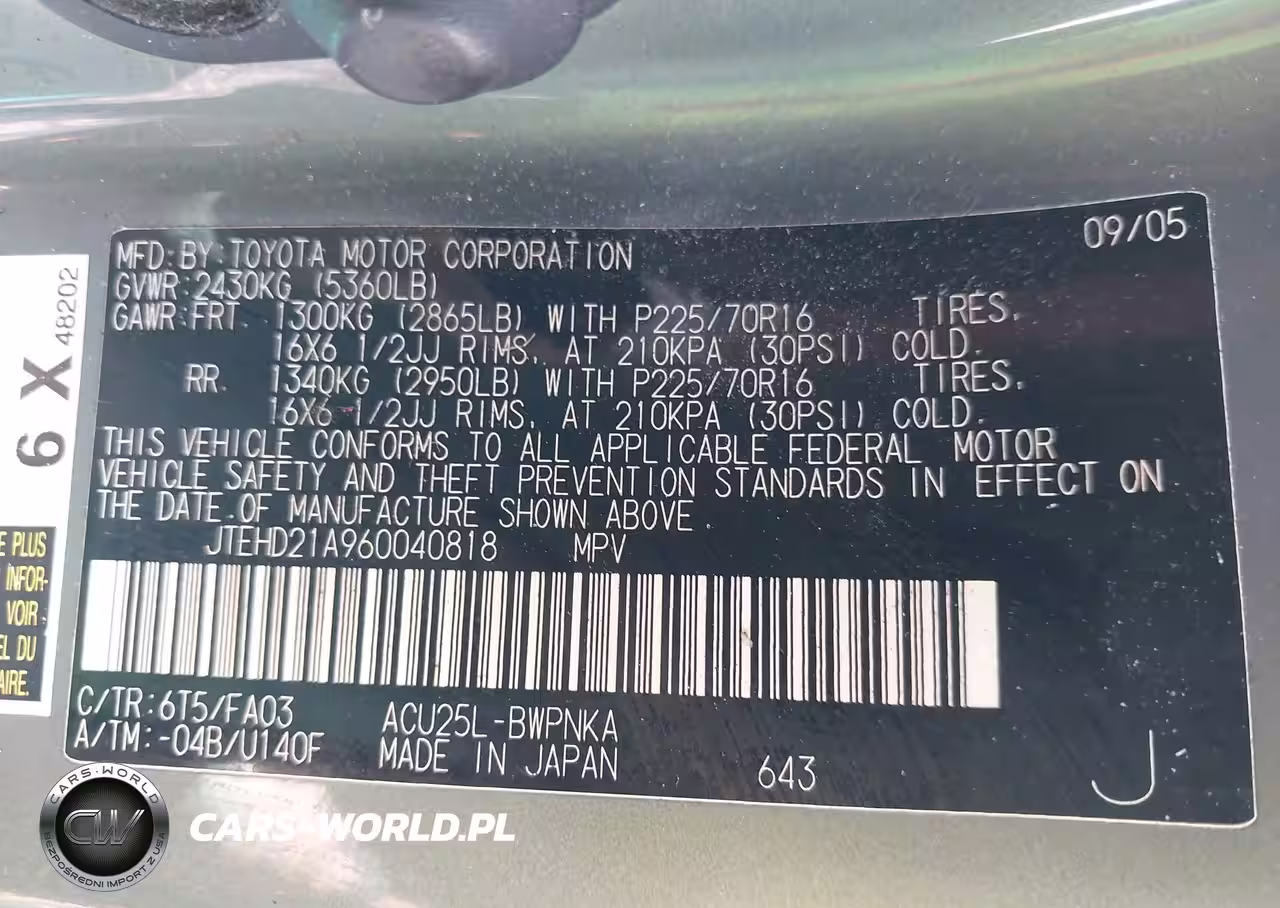 09/05
MFD. BY: TOYOTA MOTOR CORPORATION
GVWR: 2430KG (5360LB)
GAWR: FRT. 1300KG (2865LB) WITH P225/70R16 TIRES,
16X6 1/2JJ RIMS, AT 210KPA (30PSI) COLD.
RR. 1340KG (2950LB) WITH P225/70R16 TIRES,
16X6 1/2JJ RIMS, AT 210KPA (30PSI) COLD.
THIS VEHICLE CONFORMS TO ALL APPLICABLE FEDERAL MOTOR
VEHICLE SAFETY AND THEFT PREVENTION STANDARDS IN EFFECT ON
THE DATE OF MANUFACTURE SHOWN ABOVE.
JTEHD21A960040818 MPV
C/TR: 6T5/FA03 ACU25L-BWPNKA
A/TM: -04B/U140F MADE IN JAPAN 643 J
6 X 48202
E PLUS
INFOR-
VOIR
EL DU
AIRE.
CARS-WORLD
CW
BEZPOŚREDNI IMPORT Z USA
CARS-WORLD.PL